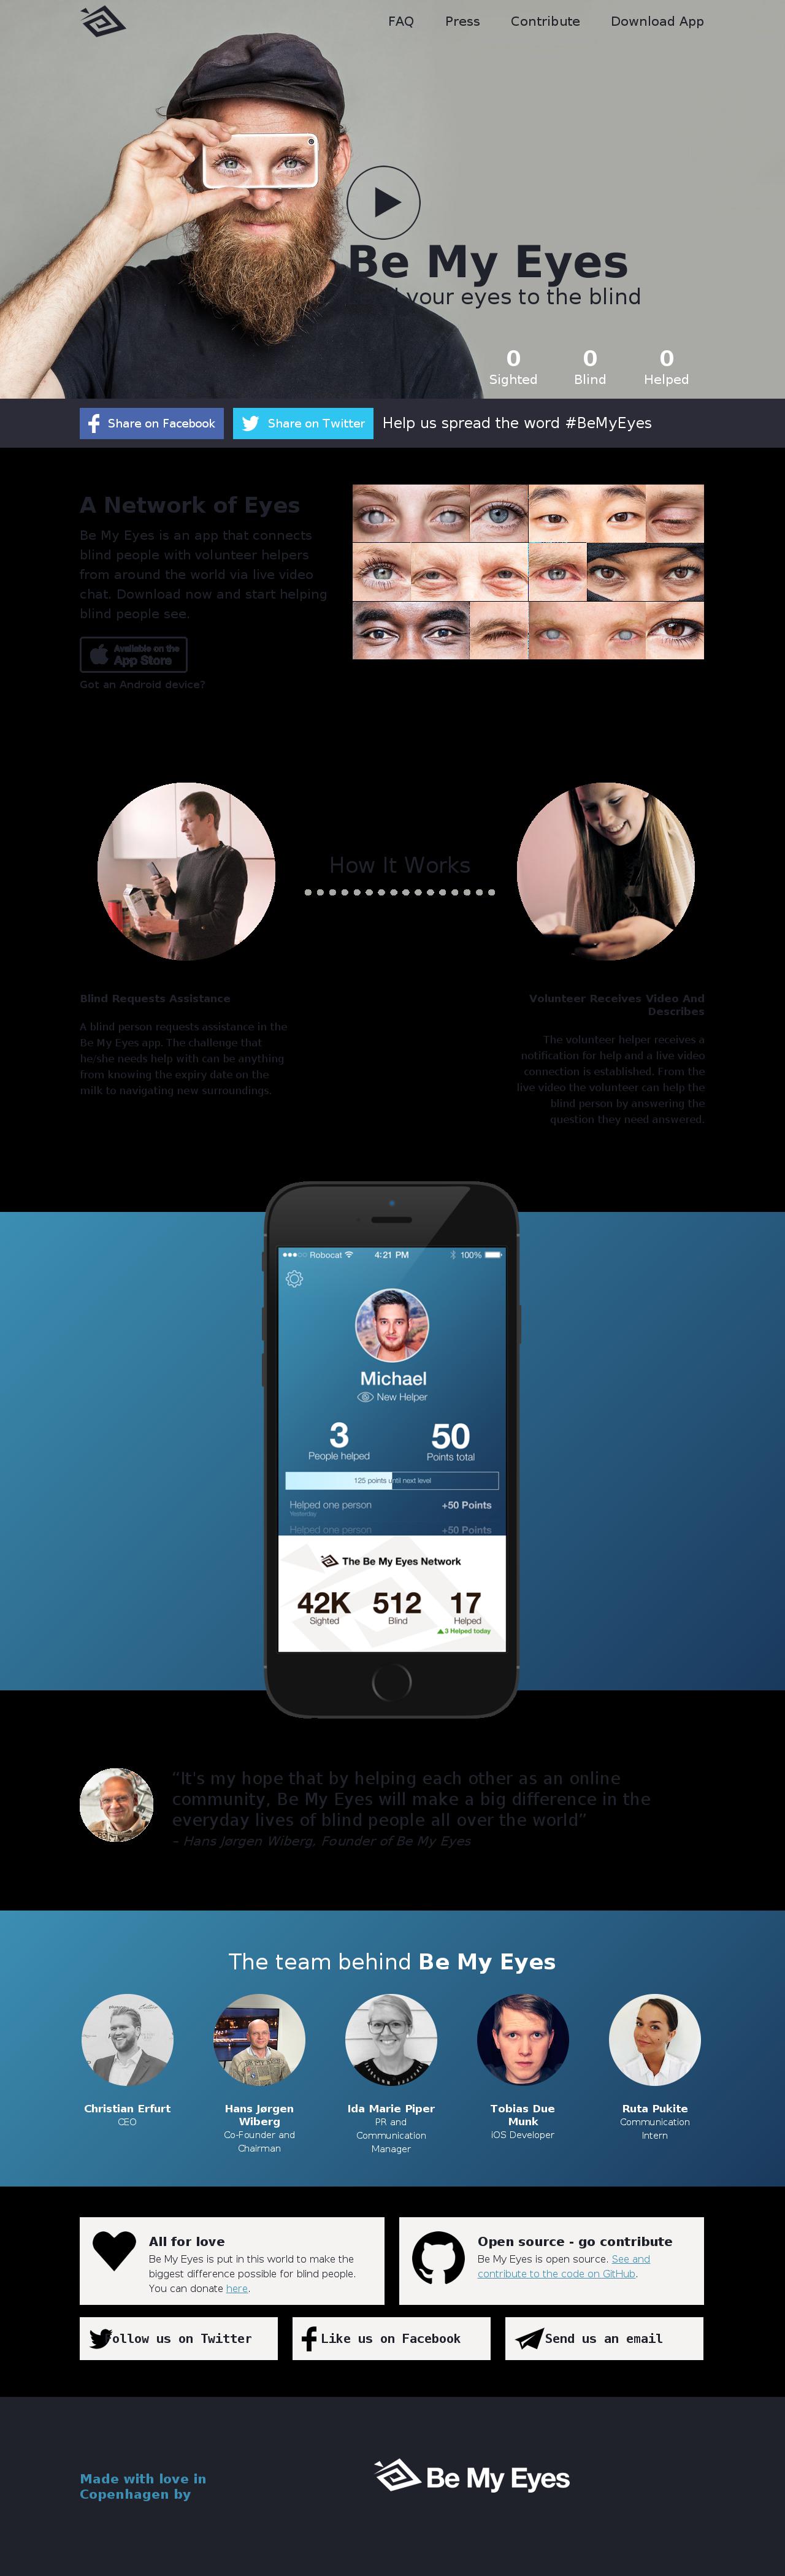 FAQ Press Contribute Download App
Be My Eyes
your eyes to the blind
0 0 0
Sighted Blind Helped
Share on Facebook Share on Twitter Help us spread the word #BeMyEyes
A Network of Eyes
Be My Eyes is an app that connects
blind people with volunteer helpers
from around the world via live video
chat. Download now and start helping
blind people see.
Available on the
App Store
Got an Android device?
How It Works
Blind Requests Assistance
A blind person requests assistance in the
Be My Eyes app. The challenge that
he/she needs help with can be anything
from knowing the expiry date on the
milk to navigating new surroundings.
Volunteer Receives Video And
Describes
The volunteer helper receives a
notification for help and a live video
connection is established. From the
live video the volunteer can help the
blind person by answering the
question they need answered.
Robocat 4:21 PM 100%
Michael
New Helper
3 50
People helped Points total
125 points until next level
Helped one person +50 Points
Yesterday
Helped one person +50 Points
The Be My Eyes Network
42K 512 17
Sighted Blind Helped
3 Helped today
“It's my hope that by helping each other as an online
community, Be My Eyes will make a big difference in the
everyday lives of blind people all over the world”
– Hans Jørgen Wiberg, Founder of Be My Eyes
The team behind Be My Eyes
Christian Erfurt
CEO
Hans Jørgen
Wiberg
Co-Founder and
Chairman
Ida Marie Piper
PR and
Communication
Manager
Tobias Due
Munk
iOS Developer
Ruta Pukite
Communication
Intern
All for love
Be My Eyes is put in this world to make the
biggest difference possible for blind people.
You can donate here.
Open source - go contribute
Be My Eyes is open source. See and
contribute to the code on GitHub.
ollow us on Twitter Like us on Facebook Send us an email
Made with love in
Copenhagen by
Be My Eyes